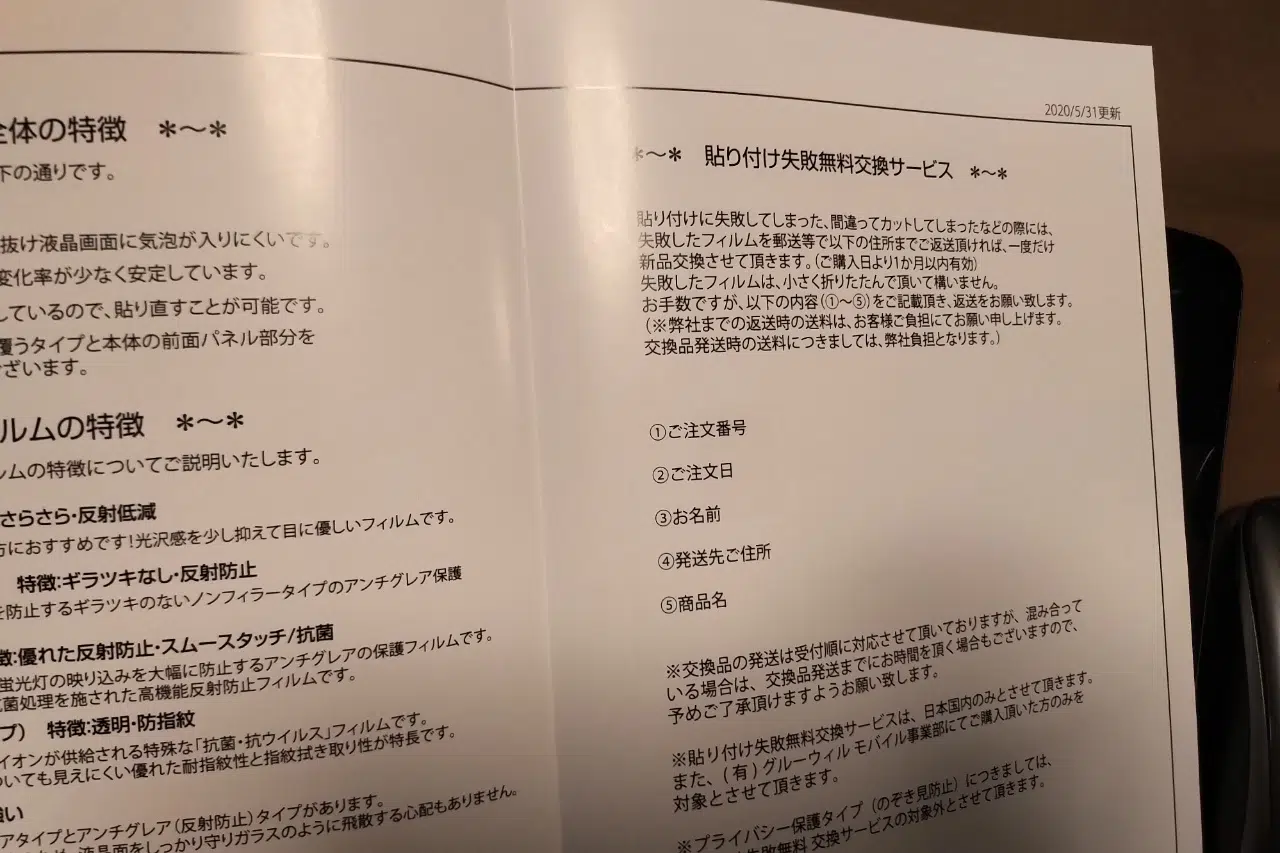 全体の特徴 ＊～＊
下の通りです。
抜け液晶画面に気泡が入りにくいです。
変化率が少なく安定しています。
しているので、貼り直すことが可能です。
覆うタイプと本体の前面パネル部分を
ざいます。
ルムの特徴 ＊～＊
ルムの特徴についてご説明いたします。
さらさら・反射低減
方におすすめです!光沢感を少し抑えて目に優しいフィルムです。
特徴:ギラツキなし・反射防止
を防止するギラツキのないノンフィラータイプのアンチグレア保護
徴:優れた反射防止・スムースタッチ/抗菌
蛍光灯の映り込みを大幅に防止するアンチグレアの保護フィルムです。
菌処理を施された高機能反射防止フィルムです。
プ) 特徴:透明・防指紋
イオンが供給される特殊な「抗菌・抗ウイルス」フィルムです。
ついても見えにくい優れた耐指紋性と指紋拭き取り性が特長です。
強い
アタイプとアンチグレア(反射防止)タイプがあります。
液晶面をしっかり守りガラスのように飛散する心配もありません。
2020/5/31更新
＊～＊ 貼り付け失敗無料交換サービス ＊～＊
貼り付けに失敗してしまった、間違ってカットしてしまったなどの際には、
失敗したフィルムを郵送等で以下の住所までご返送頂ければ、一度だけ
新品交換させて頂きます。(ご購入日より1か月以内有効)
失敗したフィルムは、小さく折りたたんで頂いて構いません。
お手数ですが、以下の内容(①～⑤)をご記載頂き、返送をお願い致します。
(※弊社までの返送時の送料は、お客様ご負担にてお願い申し上げます。
交換品発送時の送料につきましては、弊社負担となります。)
①ご注文番号
②ご注文日
③お名前
④発送先ご住所
⑤商品名
※交換品の発送は受付順に対応させて頂いておりますが、混み合って
いる場合は、交換品発送までにお時間を頂く場合もございますので、
予めご了承頂けますようお願い致します。
※貼り付け失敗無料交換サービスは、日本国内のみとさせて頂きます。
また、(有)グルーウィル モバイル事業部にてご購入頂いた方のみを
対象とさせて頂きます。
※プライバシー保護タイプ(のぞき見防止)につきましては、
失敗無料 交換サービスの対象外とさせて頂きます。